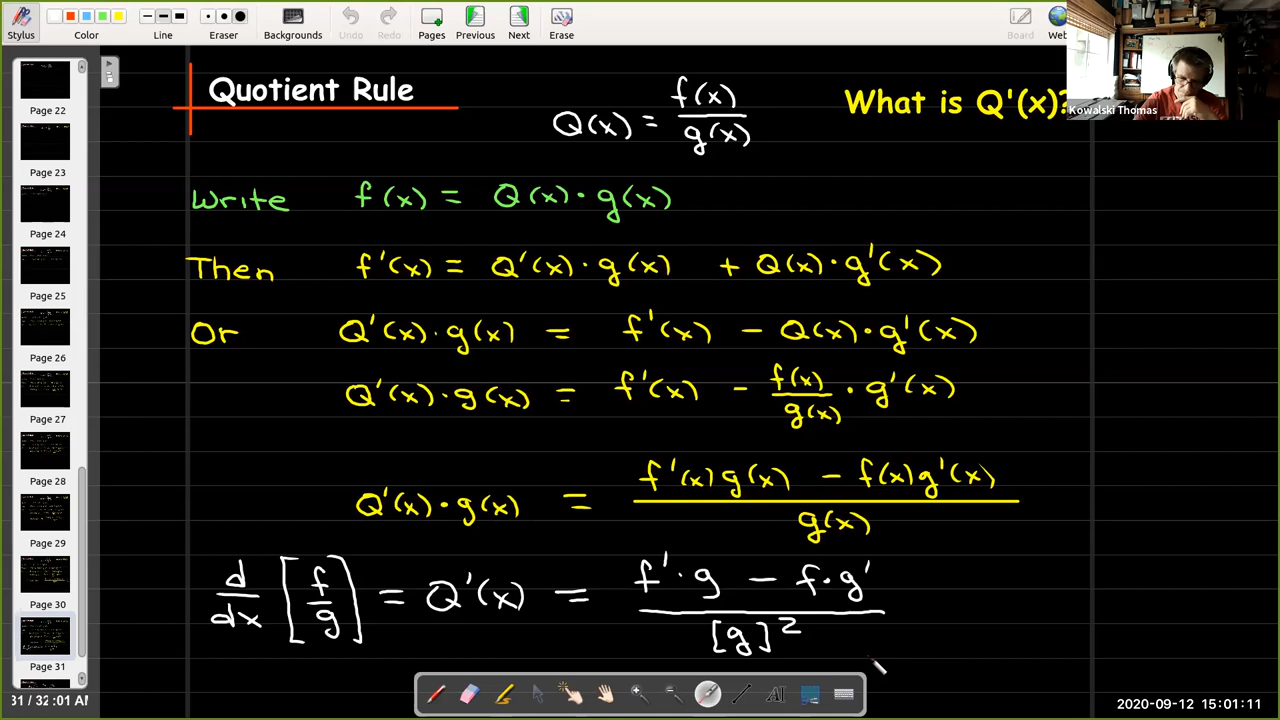 Stylus Color Line Eraser Backgrounds Undo Redo Pages Previous Next Erase Board
Kowalski Thomas
Page 22
Page 23
Page 24
Page 25
Page 26
Page 27
Page 28
Page 29
Page 30
Page 31
Quotient Rule
Q(x) = f(x)/g(x)
What is Q'(x)?
Write f(x) = Q(x)·g(x)
Then f'(x) = Q'(x)·g(x) + Q(x)·g'(x)
Or Q'(x)·g(x) = f'(x) − Q(x)·g'(x)
Q'(x)·g(x) = f'(x) − f(x)/g(x) · g'(x)
Q'(x)·g(x) = (f'(x)g(x) − f(x)g'(x))/g(x)
d/dx [f/g] = Q'(x) = (f'·g − f·g')/[g]²
2020-09-12 15:01:11